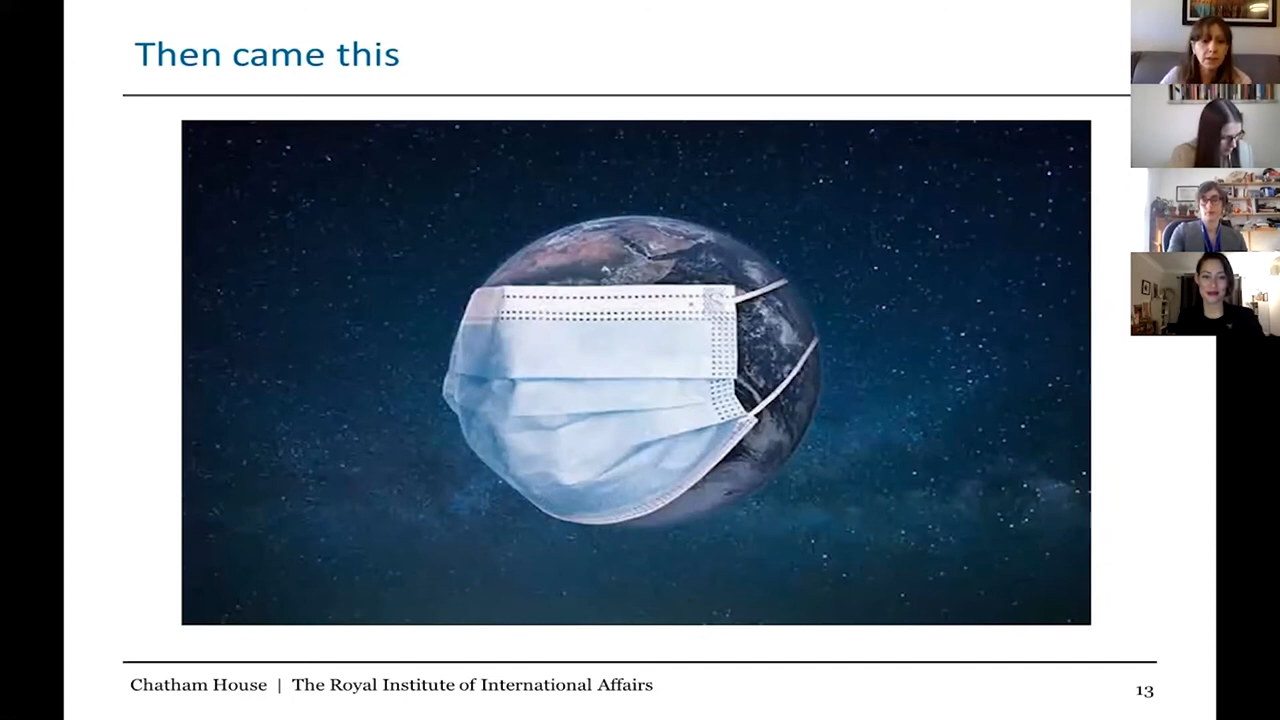 Then came this
Chatham House | The Royal Institute of International Affairs
13